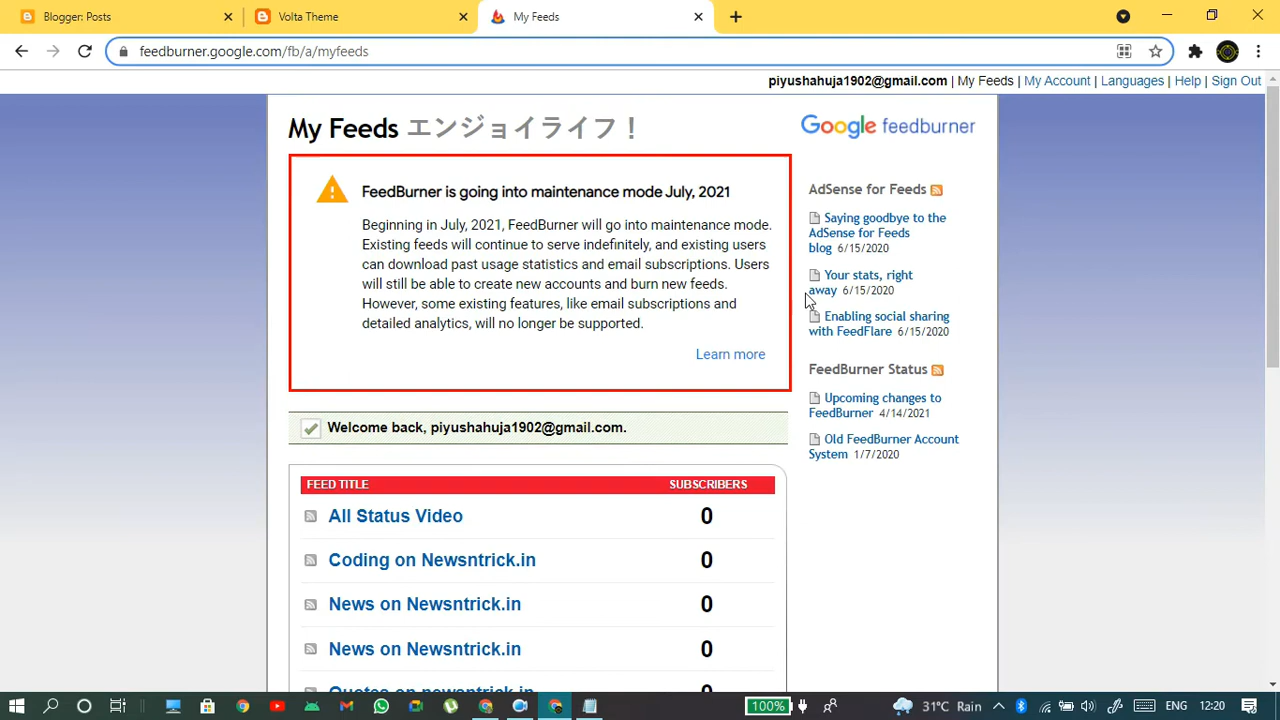 Blogger: Posts
Volta Theme
My Feeds
feedburner.google.com/fb/a/myfeeds
piyushahuja1902@gmail.com | My Feeds | My Account | Languages | Help | Sign Out
My Feeds エンジョイライフ！
Google feedburner
FeedBurner is going into maintenance mode July, 2021
Beginning in July, 2021, FeedBurner will go into maintenance mode.
Existing feeds will continue to serve indefinitely, and existing users
can download past usage statistics and email subscriptions. Users
will still be able to create new accounts and burn new feeds.
However, some existing features, like email subscriptions and
detailed analytics, will no longer be supported.
Learn more
AdSense for Feeds
Saying goodbye to the
AdSense for Feeds
blog 6/15/2020
Your stats, right
away 6/15/2020
Enabling social sharing
with FeedFlare 6/15/2020
FeedBurner Status
Upcoming changes to
FeedBurner 4/14/2021
Old FeedBurner Account
System 1/7/2020
Welcome back, piyushahuja1902@gmail.com.
FEED TITLE SUBSCRIBERS
All Status Video 0
Coding on Newsntrick.in 0
News on Newsntrick.in 0
News on Newsntrick.in 0
Quotes on newsntrick.in
100%
31°C Rain
ENG
12:20